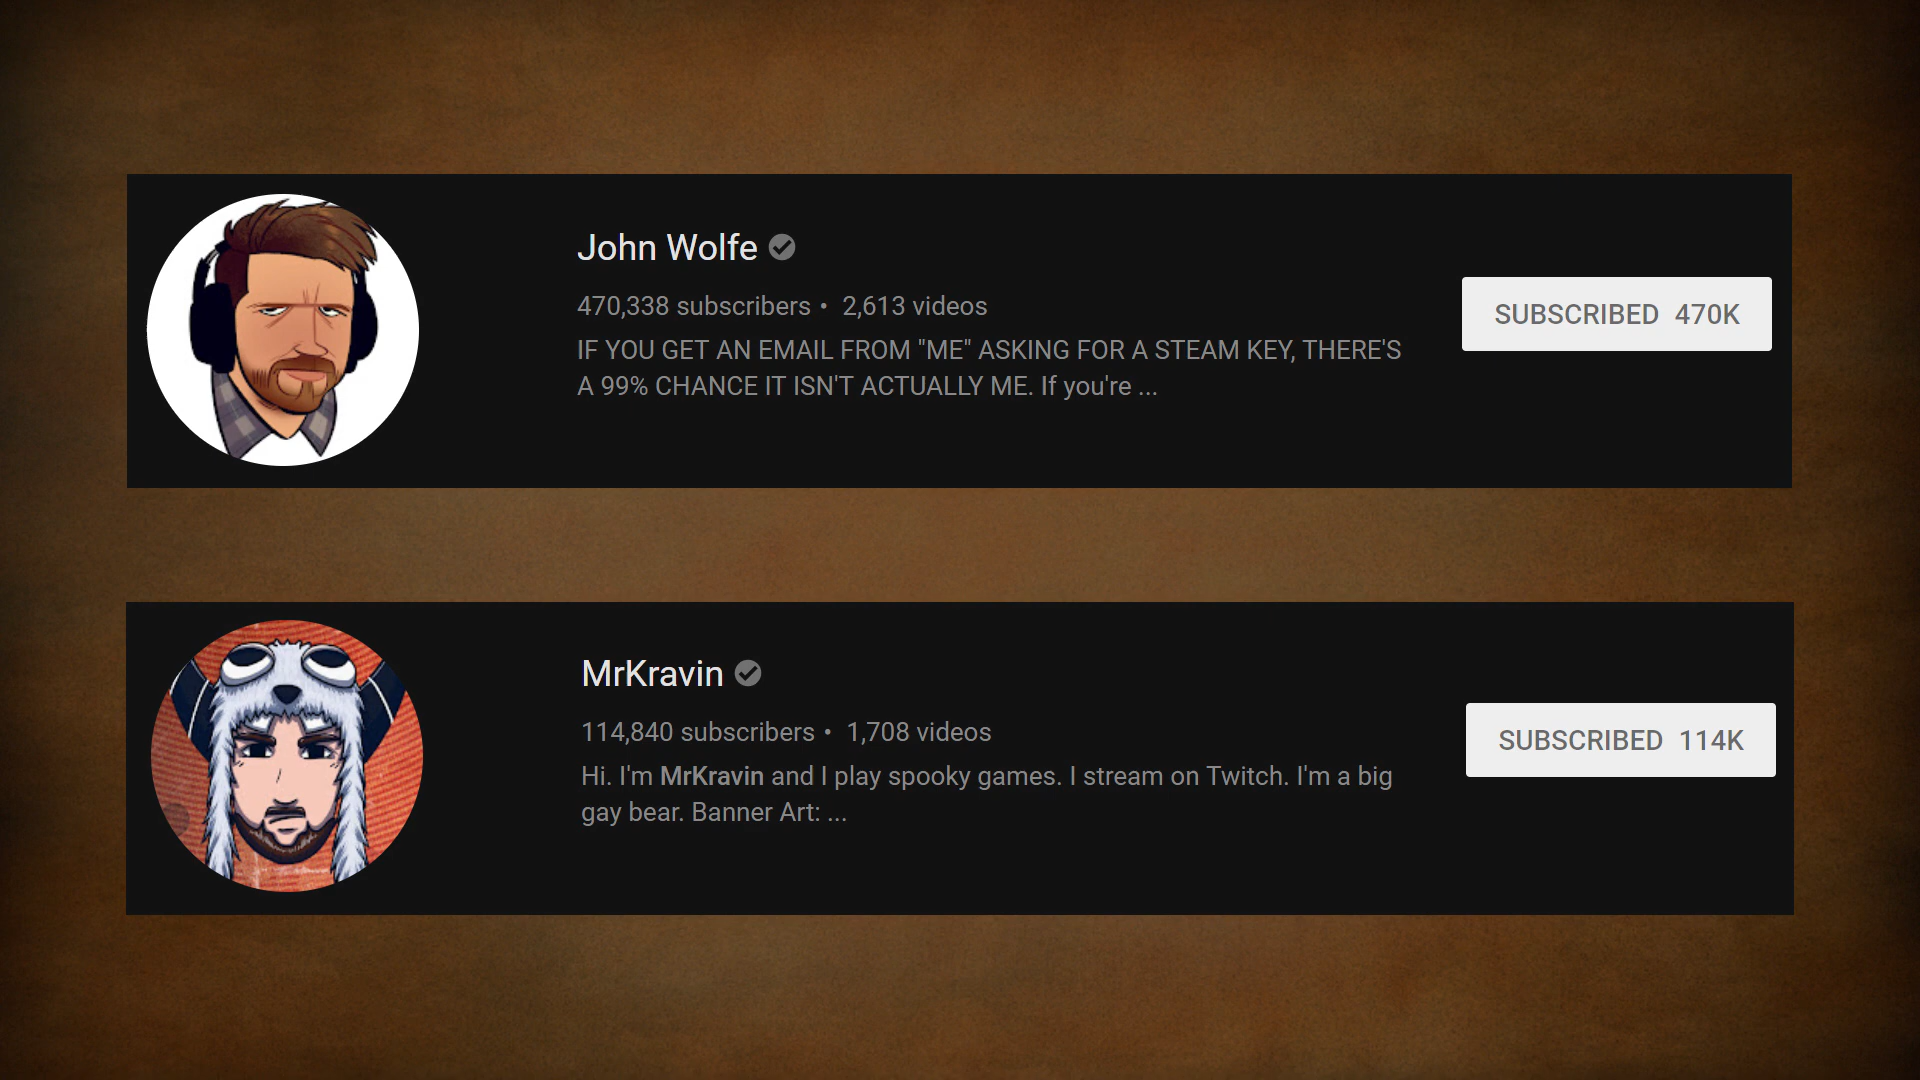 John Wolfe
470,338 subscribers • 2,613 videos
IF YOU GET AN EMAIL FROM "ME" ASKING FOR A STEAM KEY, THERE'S
A 99% CHANCE IT ISN'T ACTUALLY ME. If you're ...
SUBSCRIBED 470K
MrKravin
114,840 subscribers • 1,708 videos
Hi. I'm MrKravin and I play spooky games. I stream on Twitch. I'm a big
gay bear. Banner Art: ...
SUBSCRIBED 114K